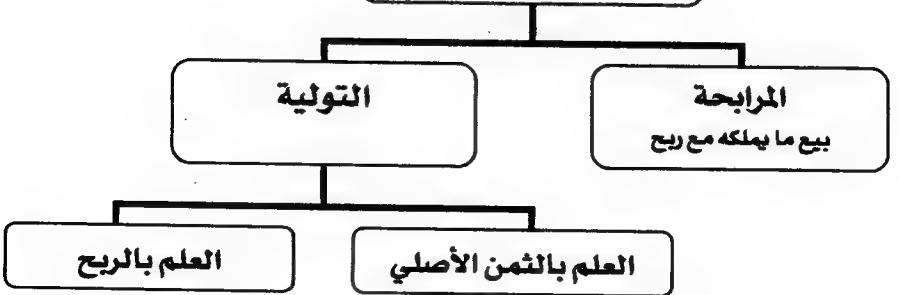 المرابحة
بيع ما يملكه مع ربح
التولية
العلم بالثمن الأصلي
العلم بالربح